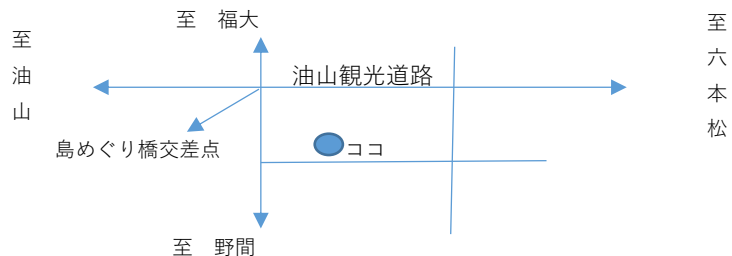 至　福大
至油山
油山観光道路
至六本松
島めぐり橋交差点
ココ
至　野間